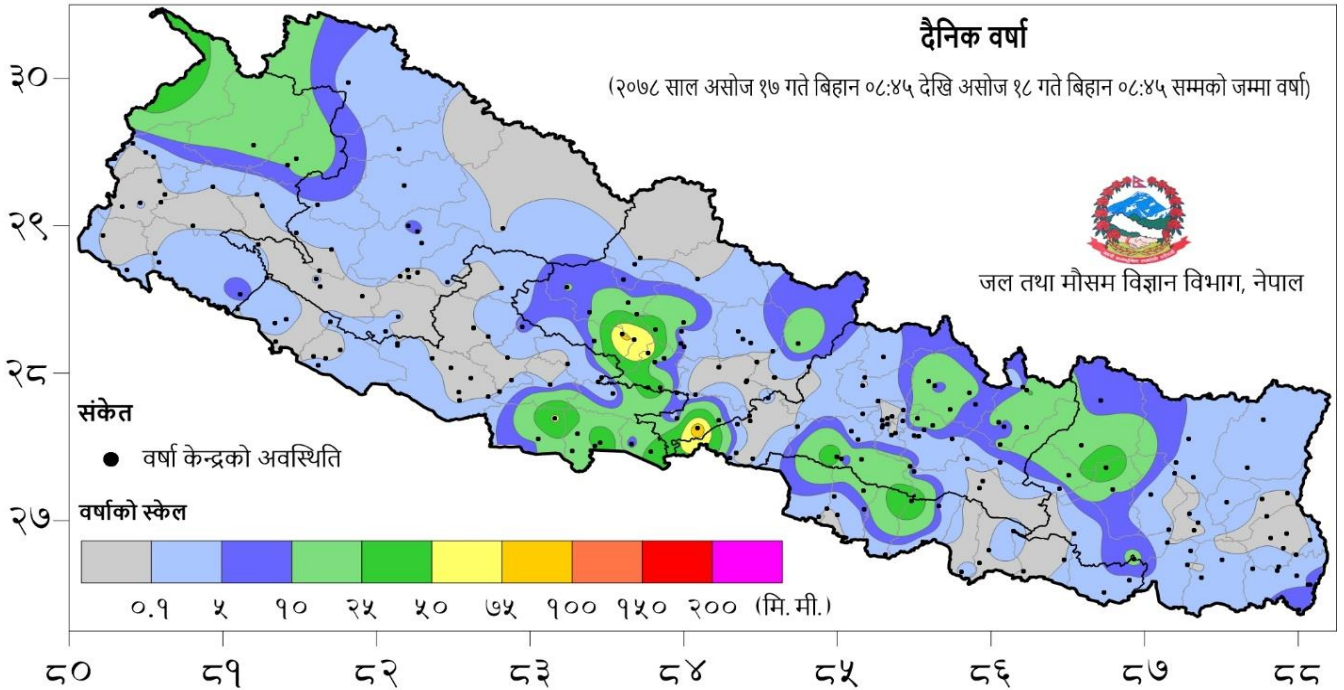 दैनिक वर्षा
(२०७८ साल असोज १७ गते बिहान ०८:४५ देखि असोज १८ गते बिहान ०८:४५ सम्मको जम्मा वर्षा)
जल तथा मौसम विज्ञान विभाग, नेपाल
३०
२९
२८
२७
संकेत
वर्षा केन्द्रको अवस्थिति
वर्षाको स्केल
०.१ ५ १० २५ ५० ७५ १०० १५० २०० (मि.मी.)
८० ८१ ८२ ८३ ८४ ८५ ८६ ८७ ८८